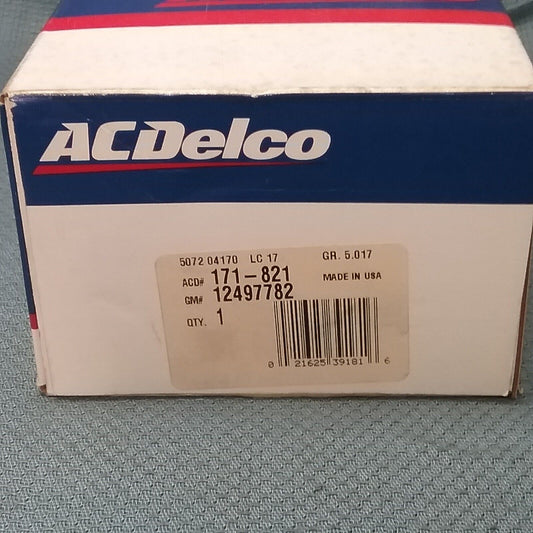 ACDelco
5072 04170 LC 17 GR. 5.017
ACD# 171-821 MADE IN USA
GM# 12497782
QTY. 1
0 21625 39181 6